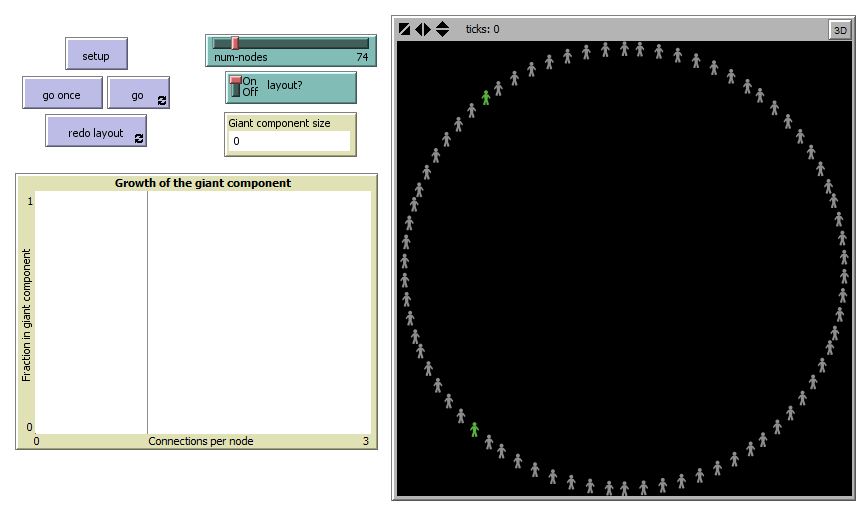 setup
go once
go
redo layout
num-nodes 74
On
Off
layout?
Giant component size
0
Growth of the giant component
1
Fraction in giant component
0
0 Connections per node 3
ticks: 0
3D